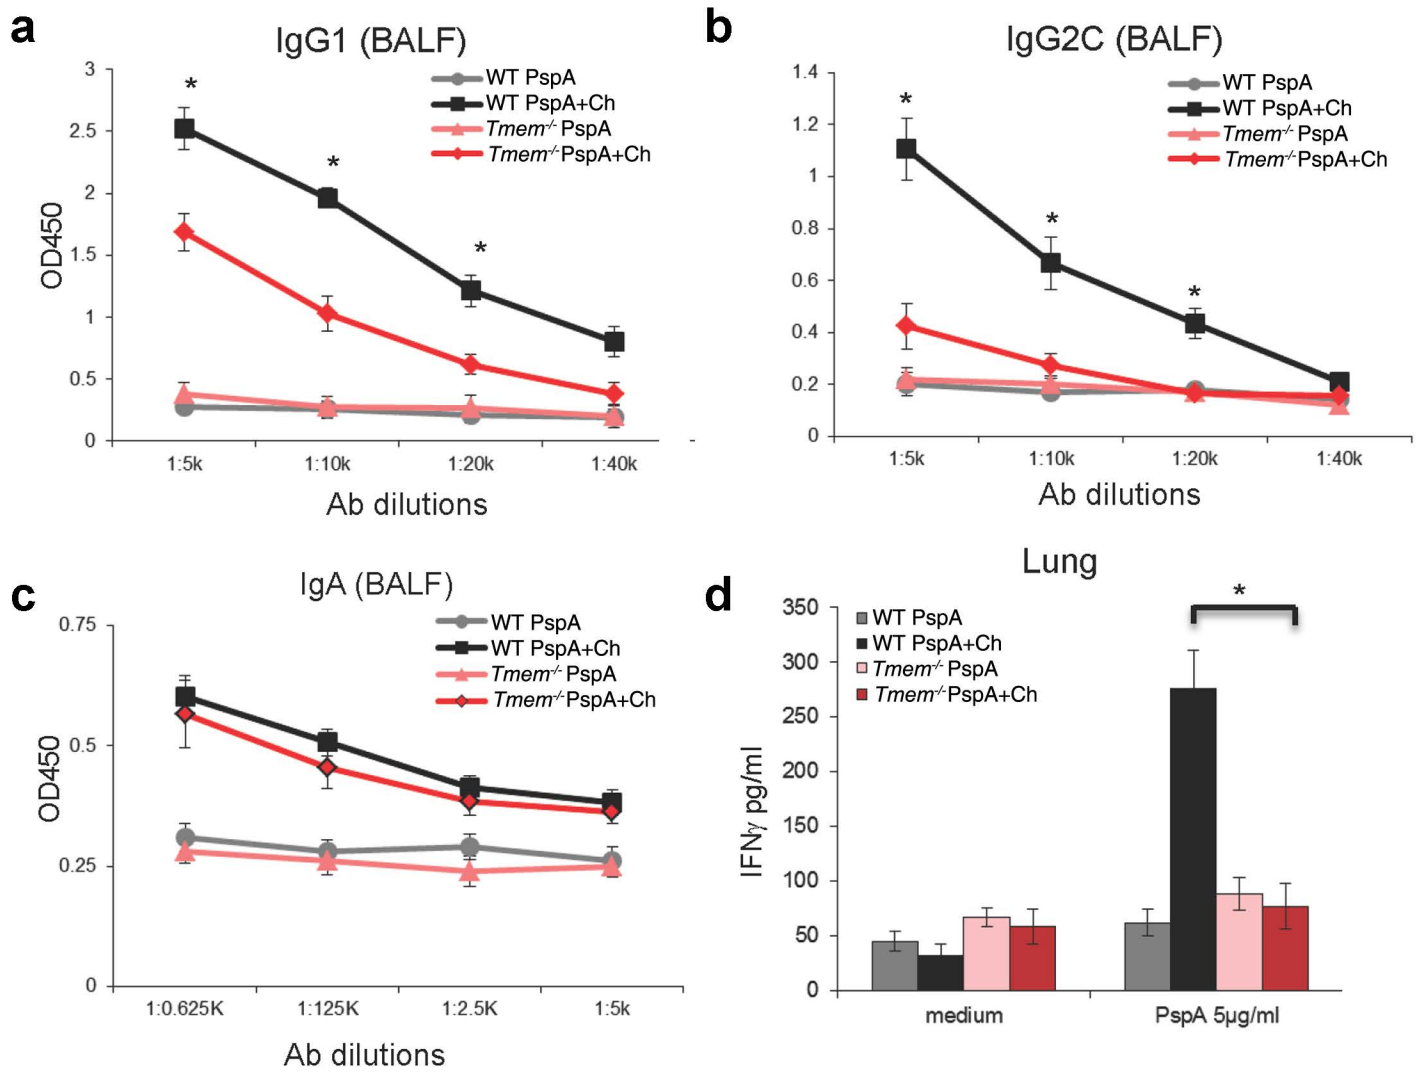 a
IgG1 (BALF)
3
2.5
2
1.5
1
0.5
0
OD450
WT PspA
WT PspA+Ch
Tmem-/- PspA
Tmem-/- PspA+Ch
*
*
*
1:5k 1:10k 1:20k 1:40k
Ab dilutions
b
IgG2C (BALF)
1.4
1.2
1
0.8
0.6
0.4
0.2
0
WT PspA
WT PspA+Ch
Tmem-/- PspA
Tmem-/- PspA+Ch
*
*
*
1:5k 1:10k 1:20k 1:40k
Ab dilutions
c
IgA (BALF)
0.75
0.5
0.25
0
OD450
WT PspA
WT PspA+Ch
Tmem-/- PspA
Tmem-/- PspA+Ch
1:0.625K 1:125K 1:2.5K 1:5k
Ab dilutions
d
Lung
350
300
250
200
150
100
50
0
IFNγ pg/ml
WT PspA
WT PspA+Ch
Tmem-/- PspA
Tmem-/- PspA+Ch
*
medium PspA 5µg/ml